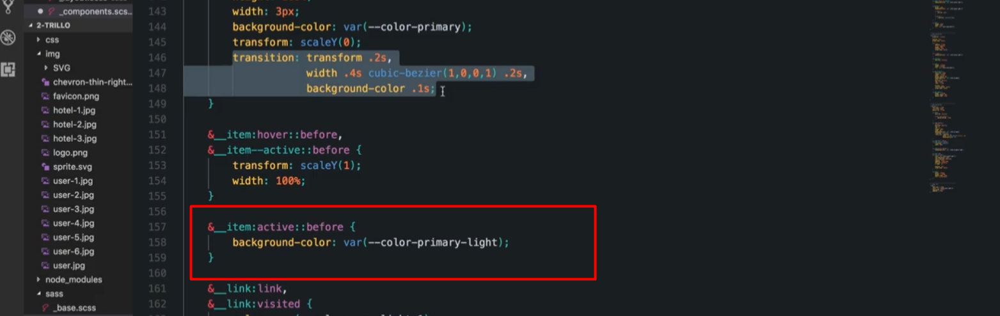 _components.scs..
2-TRILLO
css
img
SVG
chevron-thin-right...
favicon.png
hotel-1.jpg
hotel-2.jpg
hotel-3.jpg
logo.png
sprite.svg
user-1.jpg
user-2.jpg
user-3.jpg
user-4.jpg
user-5.jpg
user-6.jpg
user.jpg
node_modules
sass
_base.scss
143 width: 3px;
144 background-color: var(--color-primary);
145 transform: scaleY(0);
146 transition: transform .2s,
147 width .4s cubic-bezier(1,0,0,1) .2s,
148 background-color .1s;
149 }
150
151 &__item:hover::before,
152 &__item--active::before {
153 transform: scaleY(1);
154 width: 100%;
155 }
156
157 &__item:active::before {
158 background-color: var(--color-primary-light);
159 }
160
161 &__link:link,
162 &__link:visited {